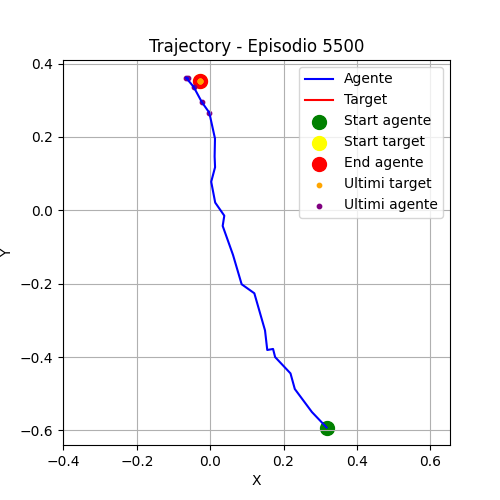 Trajectory - Episodio 5500
Agente
Target
Start agente
Start target
End agente
Ultimi target
Ultimi agente
0.4
0.2
0.0
−0.2
−0.4
−0.6
Y
−0.4
−0.2
0.0
0.2
0.4
0.6
X